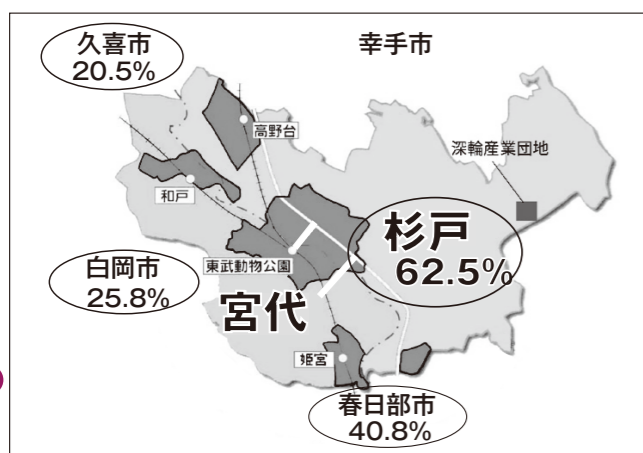 久喜市
20.5%
幸手市
高野台
深輪産業団地
和戸
杉戸
62.5%
東武動物公園
白岡市
25.8%
宮代
姫宮
春日部市
40.8%